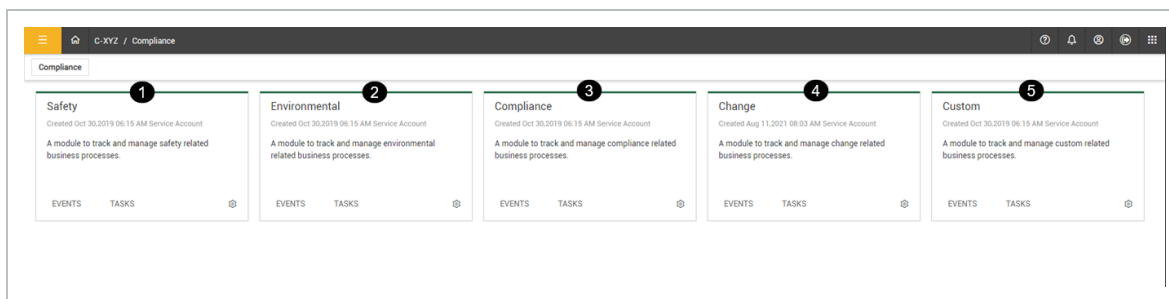 C-XYZ / Compliance
Compliance
1
Safety
Created Oct 30,2019 06:15 AM Service Account
A module to track and manage safety related
business processes.
EVENTS TASKS
2
Environmental
Created Oct 30,2019 06:15 AM Service Account
A module to track and manage environmental
related business processes.
EVENTS TASKS
3
Compliance
Created Oct 30,2019 06:15 AM Service Account
A module to track and manage compliance related
business processes.
EVENTS TASKS
4
Change
Created Aug 11,2021 08:03 AM Service Account
A module to track and manage change related
business processes.
EVENTS TASKS
5
Custom
Created Oct 30,2019 06:15 AM Service Account
A module to track and manage custom related
business processes.
EVENTS TASKS